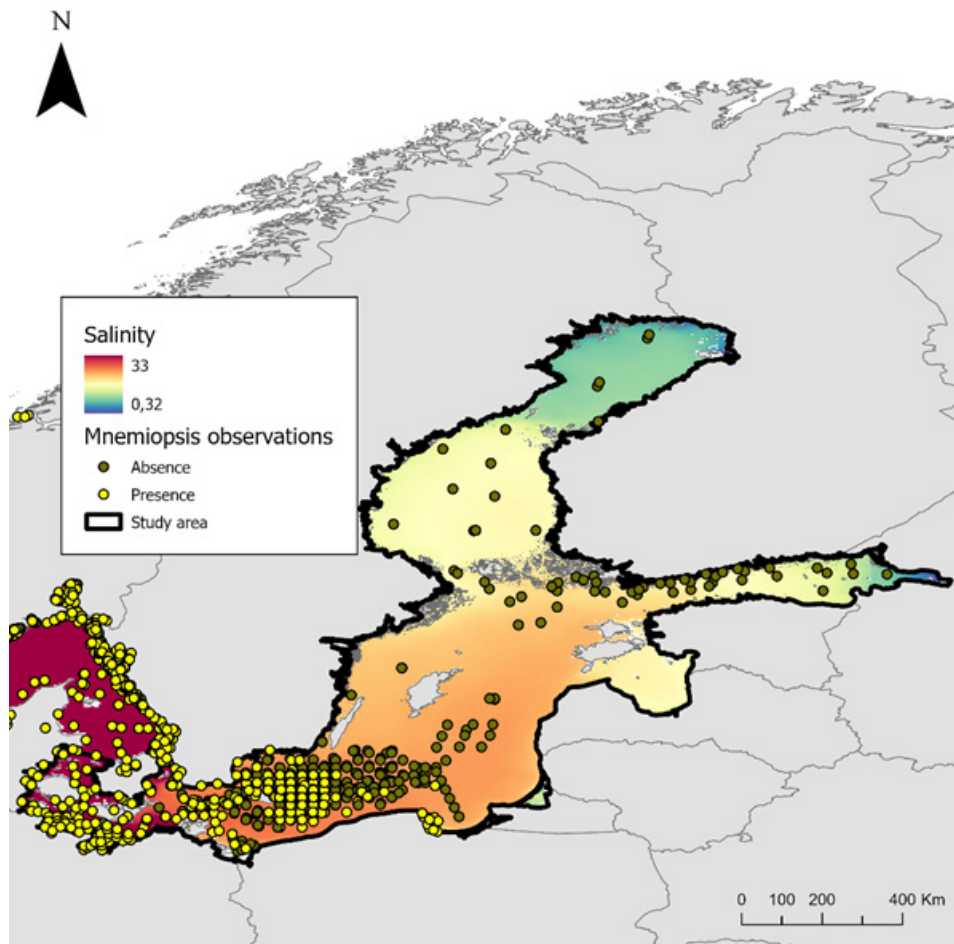 N
Salinity
33
0,32
Mnemiopsis observations
Absence
Presence
Study area
0 100 200 400 Km